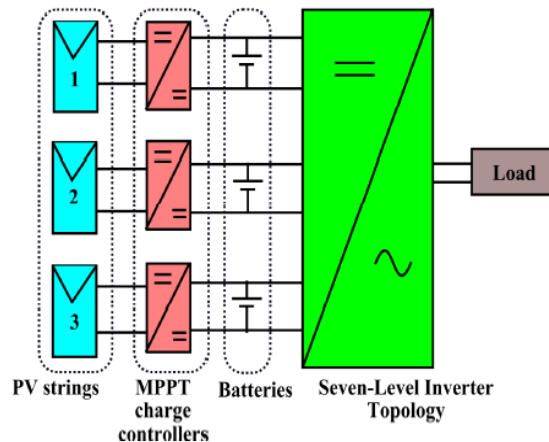 1
2
3
Load
PV strings
MPPT
charge
controllers
Batteries
Seven-Level Inverter
Topology